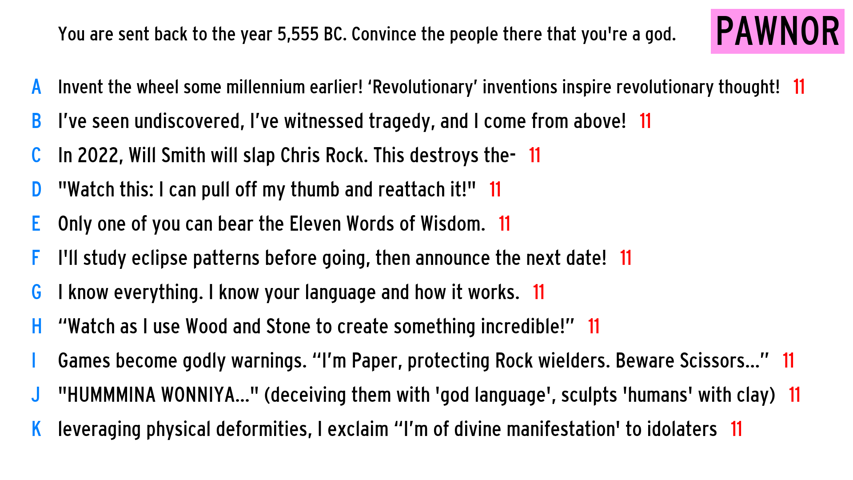 You are sent back to the year 5,555 BC. Convince the people there that you're a god.
PAWNOR
A Invent the wheel some millennium earlier! ‘Revolutionary’ inventions inspire revolutionary thought! 11
B I’ve seen undiscovered, I’ve witnessed tragedy, and I come from above! 11
C In 2022, Will Smith will slap Chris Rock. This destroys the- 11
D "Watch this: I can pull off my thumb and reattach it!" 11
E Only one of you can bear the Eleven Words of Wisdom. 11
F I'll study eclipse patterns before going, then announce the next date! 11
G I know everything. I know your language and how it works. 11
H “Watch as I use Wood and Stone to create something incredible!” 11
I Games become godly warnings. “I’m Paper, protecting Rock wielders. Beware Scissors...” 11
J "HUMMMINA WONNIYA..." (deceiving them with 'god language', sculpts 'humans' with clay) 11
K leveraging physical deformities, I exclaim “I’m of divine manifestation' to idolaters 11